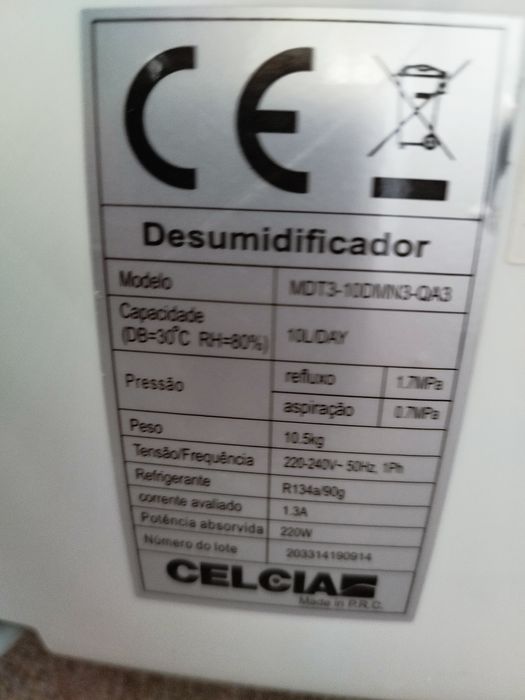 CE
Desumidificador
Modelo MDT3-10DMN3-QA3
Capacidade
(DB=30°C RH=80%) 10L/DAY
Pressão
refluxo 1.7MPa
aspiração 0.7MPa
Peso 10.5kg
Tensão/Frequência 220-240V~ 50Hz, 1Ph
Refrigerante R134a/90g
corrente avaliado 1.3A
Potência absorvida 220W
Número do lote 203314190914
CELCIA
Made in P.R.C.